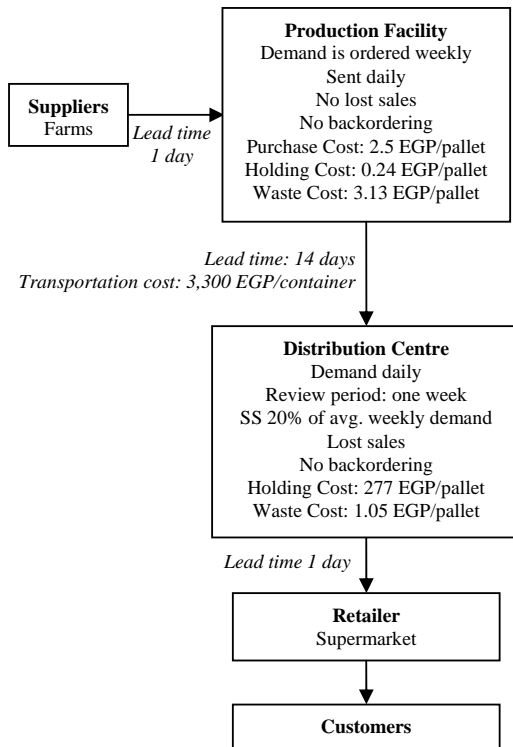 Production Facility
Demand is ordered weekly
Sent daily
No lost sales
No backordering
Purchase Cost: 2.5 EGP/pallet
Holding Cost: 0.24 EGP/pallet
Waste Cost: 3.13 EGP/pallet
Suppliers
Farms
Lead time
1 day
Lead time: 14 days
Transportation cost: 3,300 EGP/container
Distribution Centre
Demand daily
Review period: one week
SS 20% of avg. weekly demand
Lost sales
No backordering
Holding Cost: 277 EGP/pallet
Waste Cost: 1.05 EGP/pallet
Lead time 1 day
Retailer
Supermarket
Customers